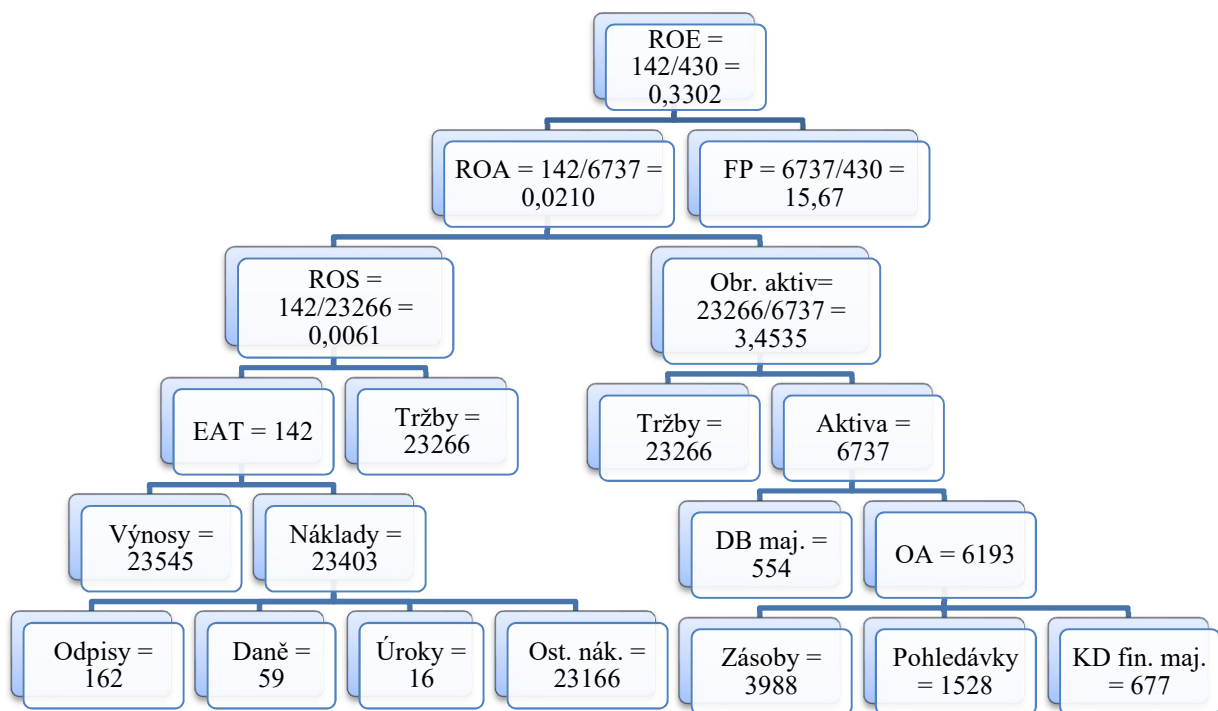 ROE =
142/430 =
0,3302
ROA = 142/6737 =
0,0210
FP = 6737/430 =
15,67
ROS =
142/23266 =
0,0061
Obr. aktiv=
23266/6737 =
3,4535
EAT = 142
Tržby =
23266
Tržby =
23266
Aktiva =
6737
Výnosy =
23545
Náklady =
23403
DB maj. =
554
OA = 6193
Odpisy =
162
Daně =
59
Úroky =
16
Ost. nák. =
23166
Zásoby =
3988
Pohledávky
= 1528
KD fin. maj.
= 677